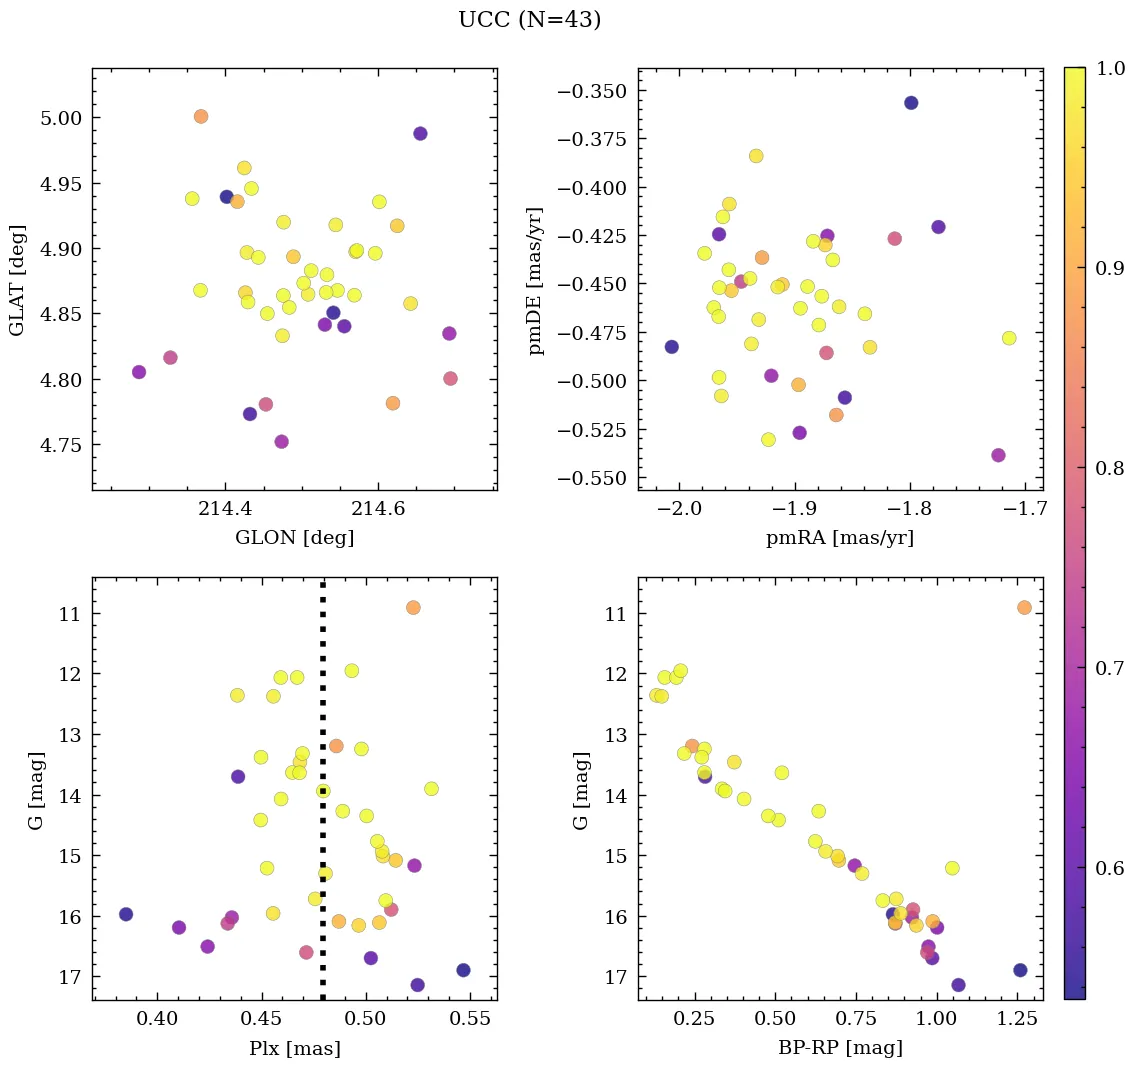 UCC (N=43)
5.00
4.95
4.90
4.85
4.80
4.75
GLAT [deg]
214.4 214.6
GLON [deg]
−0.350
−0.375
−0.400
−0.425
−0.450
−0.475
−0.500
−0.525
−0.550
pmDE [mas/yr]
−2.0 −1.9 −1.8 −1.7
pmRA [mas/yr]
11
12
13
14
15
16
17
G [mag]
0.40 0.45 0.50 0.55
Plx [mas]
11
12
13
14
15
16
17
G [mag]
0.25 0.50 0.75 1.00 1.25
BP-RP [mag]
1.0
0.9
0.8
0.7
0.6